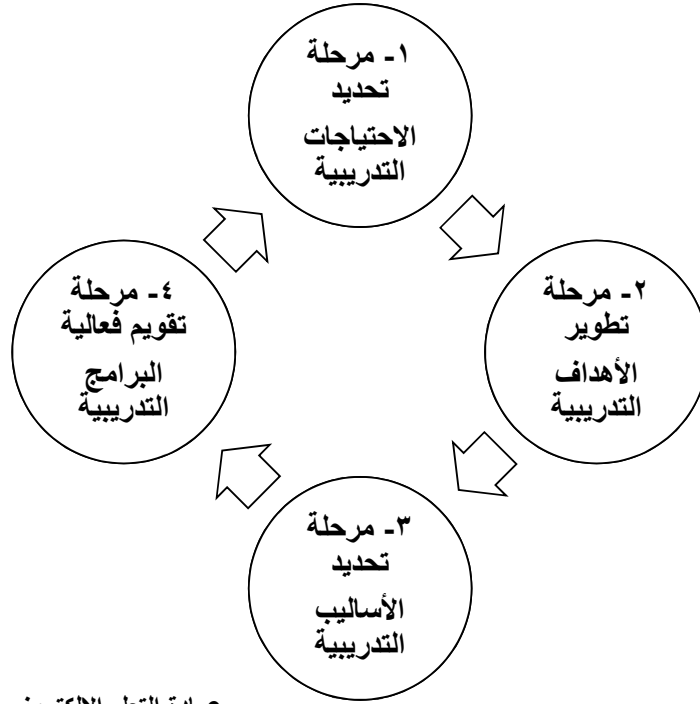 ١- مرحلة
تحديد
الاحتياجات
التدريبية
٢- مرحلة
تطوير
الأهداف
التدريبية
٣- مرحلة
تحديد
الأساليب
التدريبية
٤- مرحلة
تقويم فعالية
البرامج
التدريبية